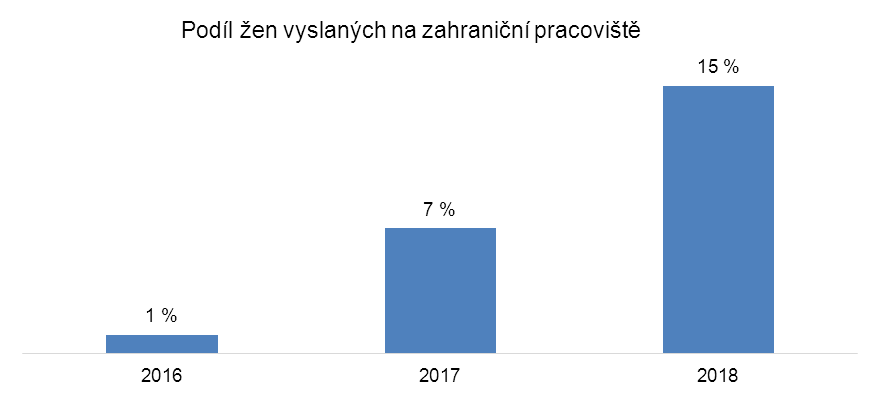 Podíl žen vyslaných na zahraniční pracoviště
15 %
7 %
1 %
2016 2017 2018